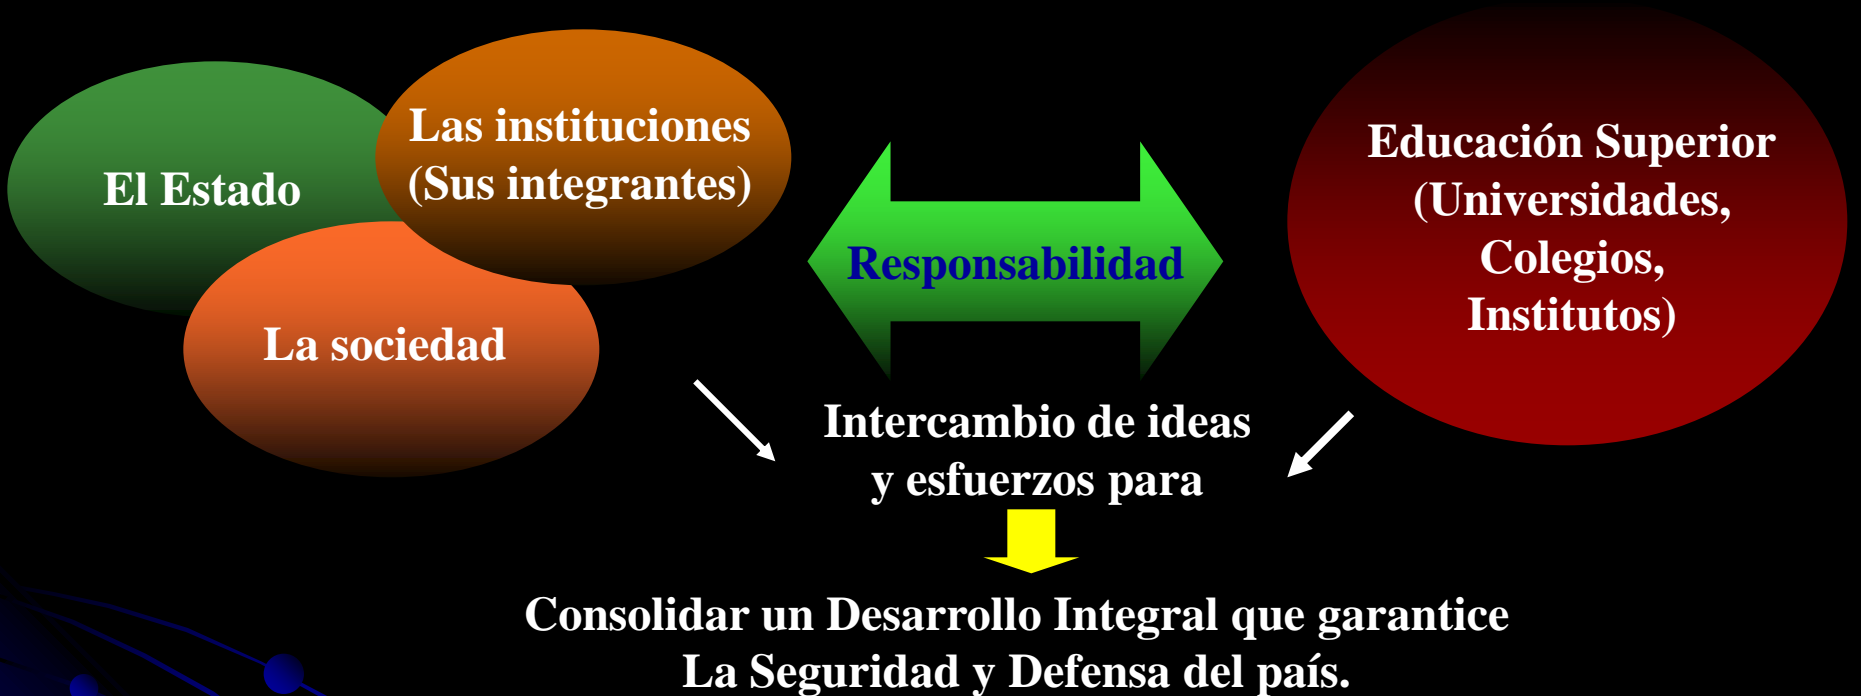 El Estado
Las instituciones
(Sus integrantes)
La sociedad
Responsabilidad
Educación Superior
(Universidades,
Colegios,
Institutos)
Intercambio de ideas
y esfuerzos para
Consolidar un Desarrollo Integral que garantice
La Seguridad y Defensa del país.